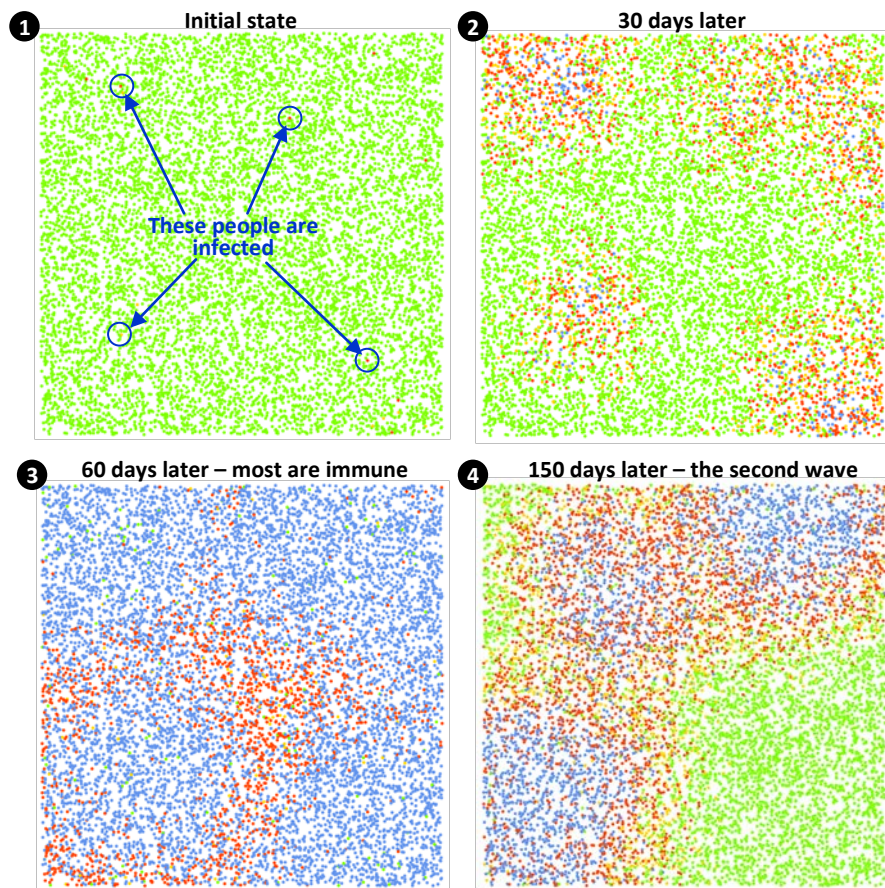 1 Initial state
2 30 days later
These people are
infected
3 60 days later – most are immune
4 150 days later – the second wave